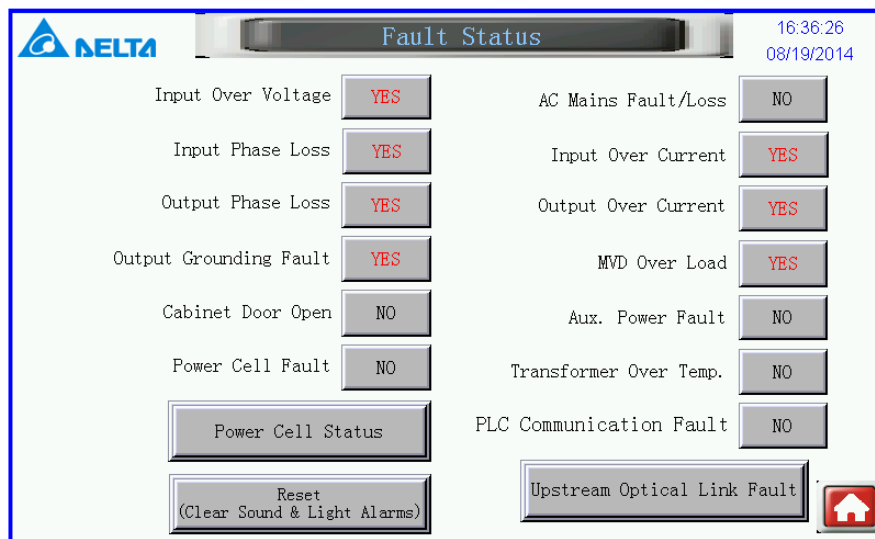 DELTA
Fault Status
16:36:26
08/19/2014
Input Over Voltage YES
AC Mains Fault/Loss NO
Input Phase Loss YES
Input Over Current YES
Output Phase Loss YES
Output Over Current YES
Output Grounding Fault YES
MVD Over Load YES
Cabinet Door Open NO
Aux. Power Fault NO
Power Cell Fault NO
Transformer Over Temp. NO
Power Cell Status
PLC Communication Fault NO
Reset
(Clear Sound & Light Alarms)
Upstream Optical Link Fault